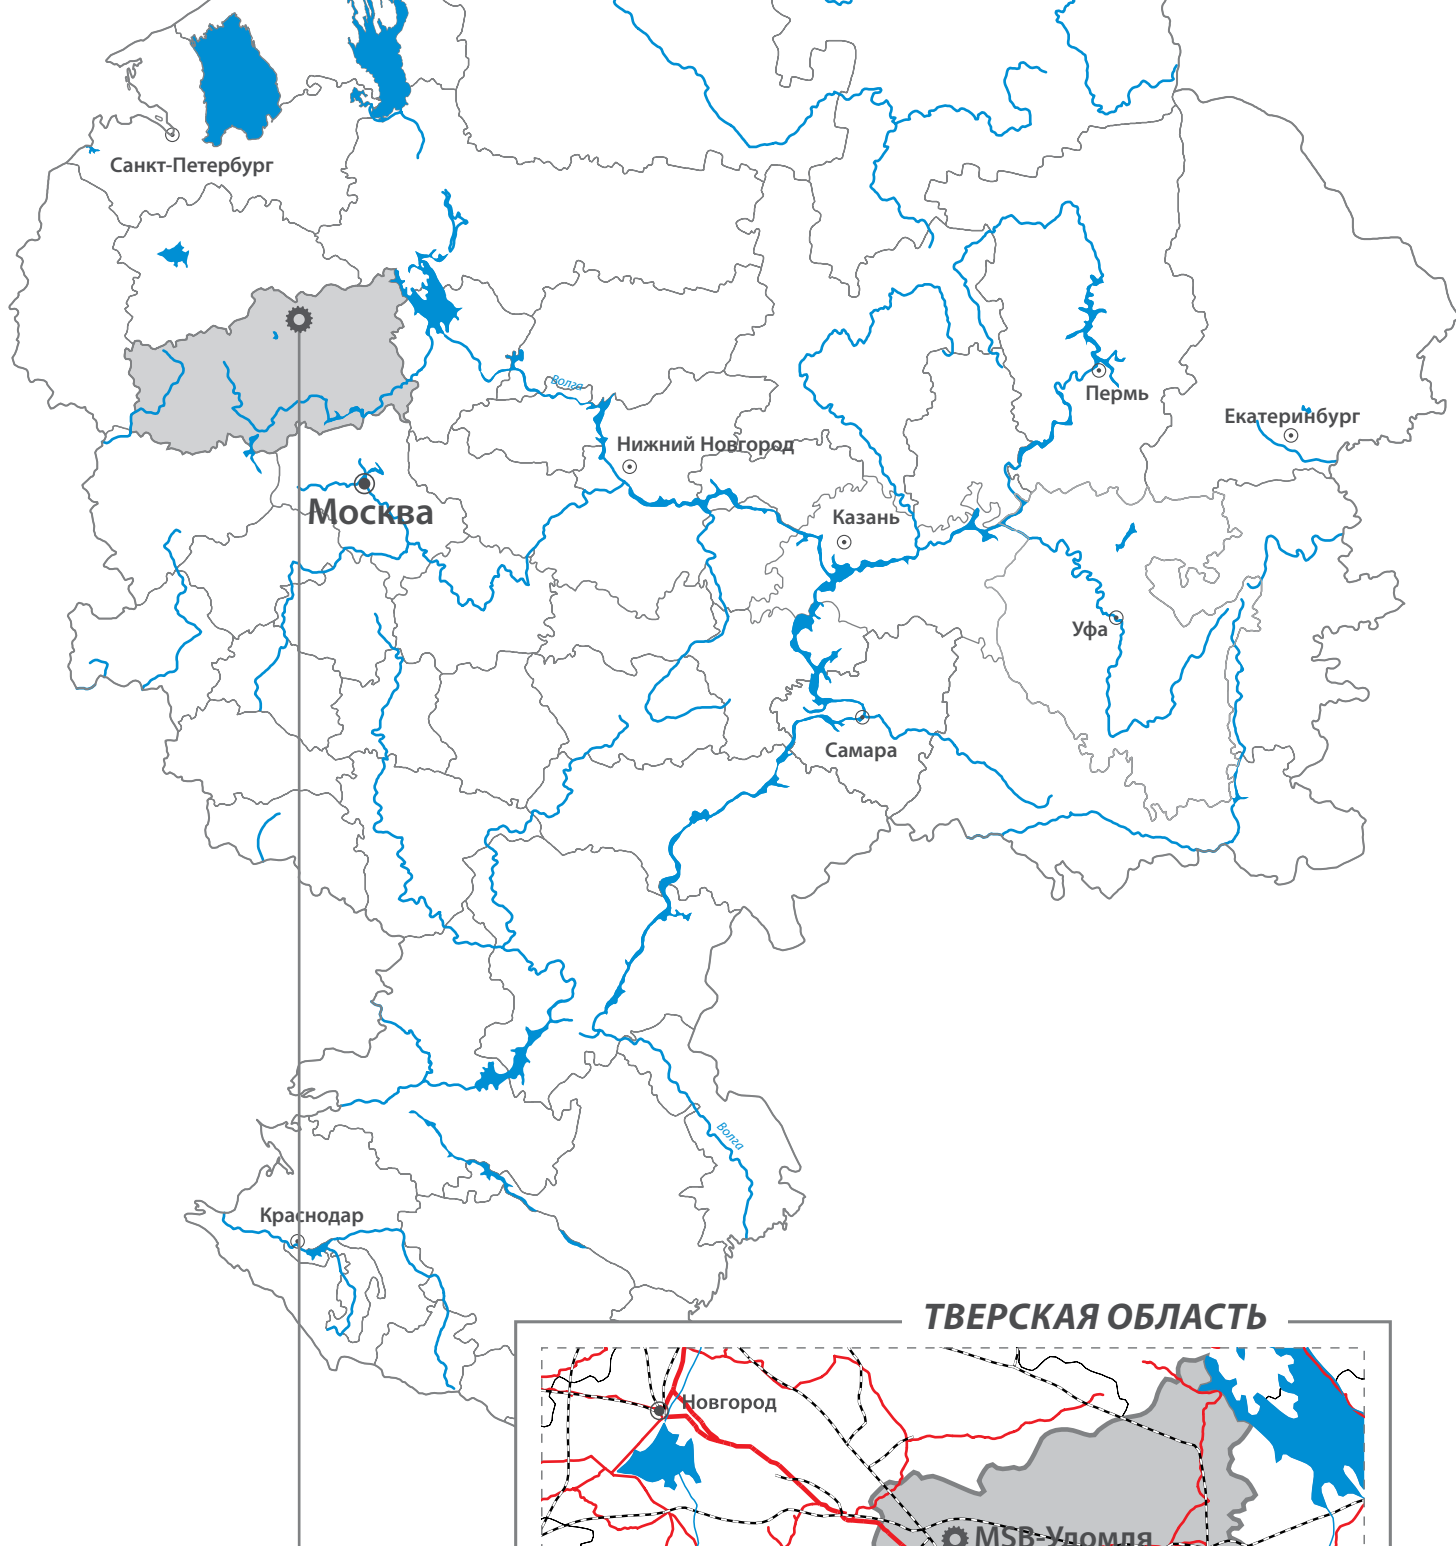 Санкт-Петербург
Волга
Пермь
Екатеринбург
Нижний Новгород
Москва
Казань
Уфа
Самара
Волга
Краснодар
ТВЕРСКАЯ ОБЛАСТЬ
Новгород
MSB-Удомля